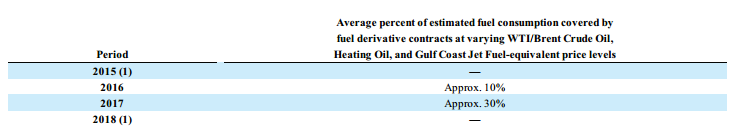 Average percent of estimated fuel consumption covered by
fuel derivative contracts at varying WTI/Brent Crude Oil,
Heating Oil, and Gulf Coast Jet Fuel-equivalent price levels
Period
2015 (1) —
2016 Approx. 10%
2017 Approx. 30%
2018 (1) —